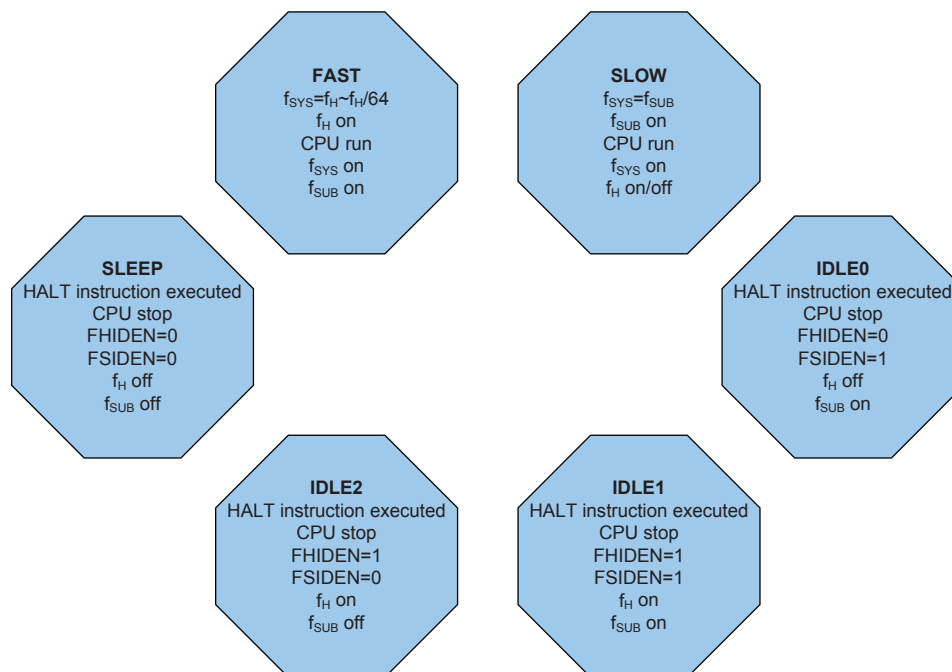 FAST
fSYS=fH~fH/64
fH on
CPU run
fSYS on
fSUB on
SLOW
fSYS=fSUB
fSUB on
CPU run
fSYS on
fH on/off
SLEEP
HALT instruction executed
CPU stop
FHIDEN=0
FSIDEN=0
fH off
fSUB off
IDLE0
HALT instruction executed
CPU stop
FHIDEN=0
FSIDEN=1
fH off
fSUB on
IDLE2
HALT instruction executed
CPU stop
FHIDEN=1
FSIDEN=0
fH on
fSUB off
IDLE1
HALT instruction executed
CPU stop
FHIDEN=1
FSIDEN=1
fH on
fSUB on